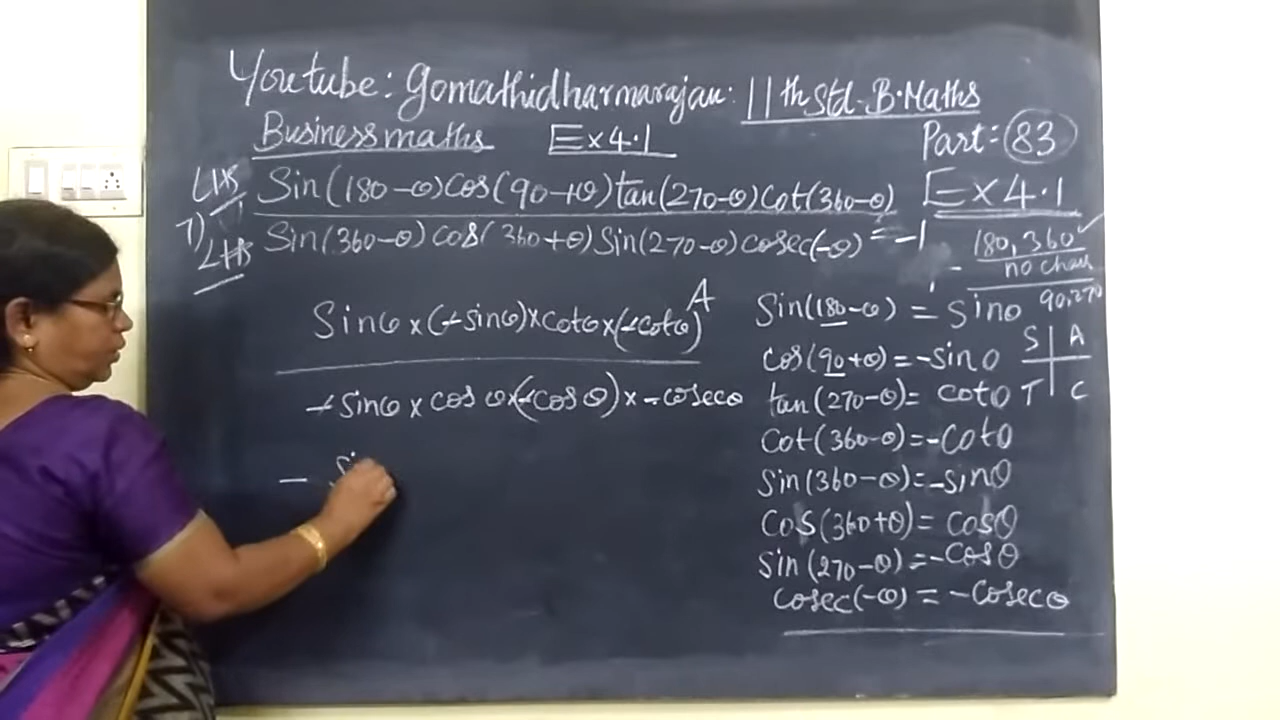 Youtube: Gomathidharmarajan: 11th Std. B. Maths
Business maths Ex 4.1 Part: 83
LHS Sin(180-θ)Cos(90+θ)tan(270-θ)Cot(360-θ) Ex 4.1
7) LHS Sin(360-θ) cos(360+θ) Sin(270-θ) cosec(-θ) = -1
180, 360
no chan
90, 270
Sinθ × (-sinθ) × cotθ × (-cotθ)
-sinθ × cosθ × (-cosθ) × -cosecθ
- Si
Sin(180-θ) = sinθ
cos(90+θ) = -sinθ
tan(270-θ) = cotθ
Cot(360-θ) = -cotθ
Sin(360-θ) = -sinθ
Cos(360+θ) = cosθ
Sin(270-θ) = -cosθ
cosec(-θ) = -cosecθ
A
S A
T C